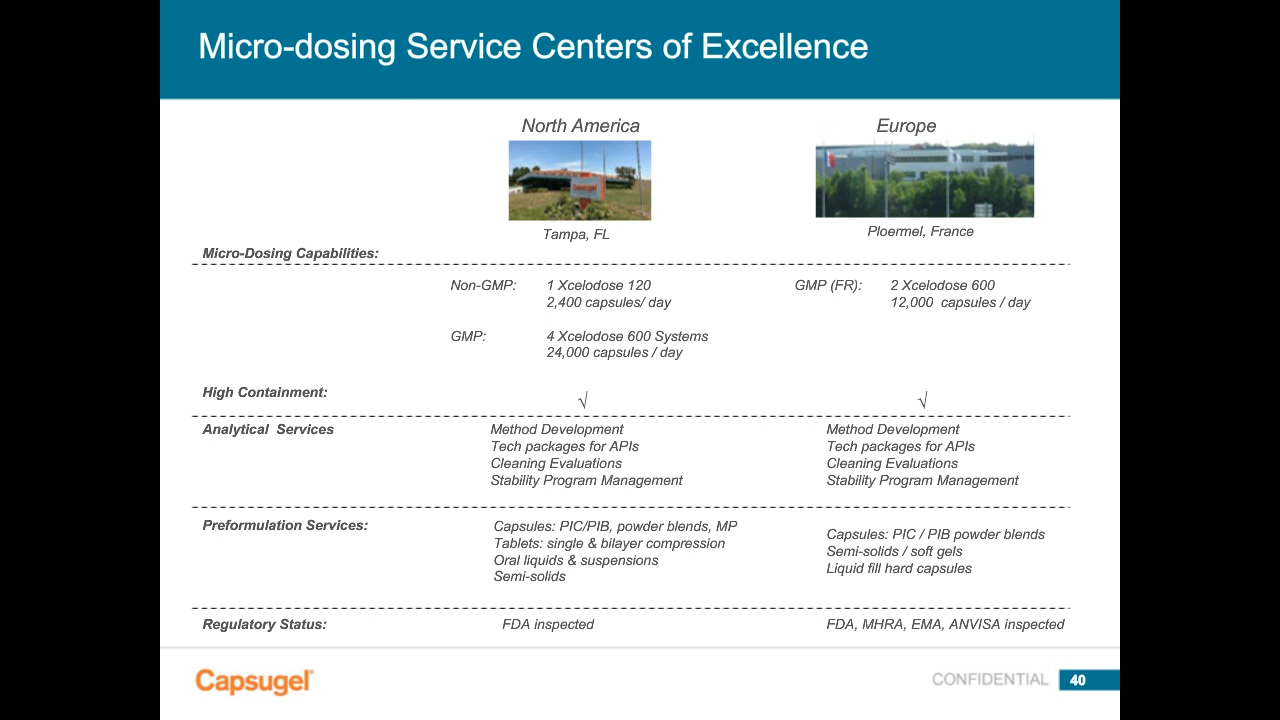 Micro-dosing Service Centers of Excellence
North America
Europe
Capsugel
Tampa, FL
Ploermel, France
Micro-Dosing Capabilities:
Non-GMP: 1 Xcelodose 120
2,400 capsules/ day
GMP (FR): 2 Xcelodose 600
12,000 capsules / day
GMP: 4 Xcelodose 600 Systems
24,000 capsules / day
High Containment: √ √
Analytical Services
Method Development
Tech packages for APIs
Cleaning Evaluations
Stability Program Management
Method Development
Tech packages for APIs
Cleaning Evaluations
Stability Program Management
Preformulation Services:
Capsules: PIC/PIB, powder blends, MP
Tablets: single & bilayer compression
Oral liquids & suspensions
Semi-solids
Capsules: PIC / PIB powder blends
Semi-solids / soft gels
Liquid fill hard capsules
Regulatory Status: FDA inspected FDA, MHRA, EMA, ANVISA inspected
Capsugel®
CONFIDENTIAL 40